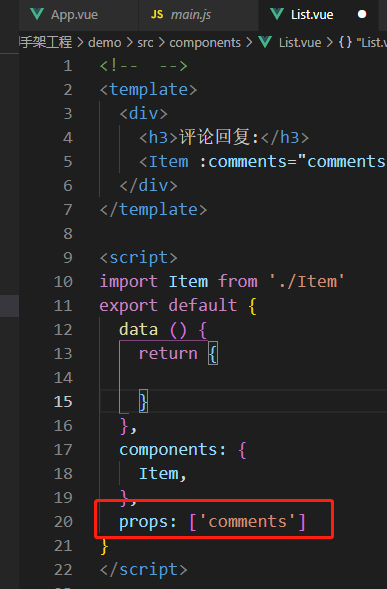 App.vue JS main.js List.vue
手架工程 > demo > src > components > List.vue > {} "List.v
1 <!--  -->
2 <template>
3   <div>
4     <h3>评论回复:</h3>
5     <Item :comments="comments
6   </div>
7 </template>
8
9 <script>
10 import Item from './Item'
11 export default {
12   data () {
13     return {
14
15     }
16   },
17   components: {
18     Item,
19   },
20   props: ['comments']
21 }
22 </script>